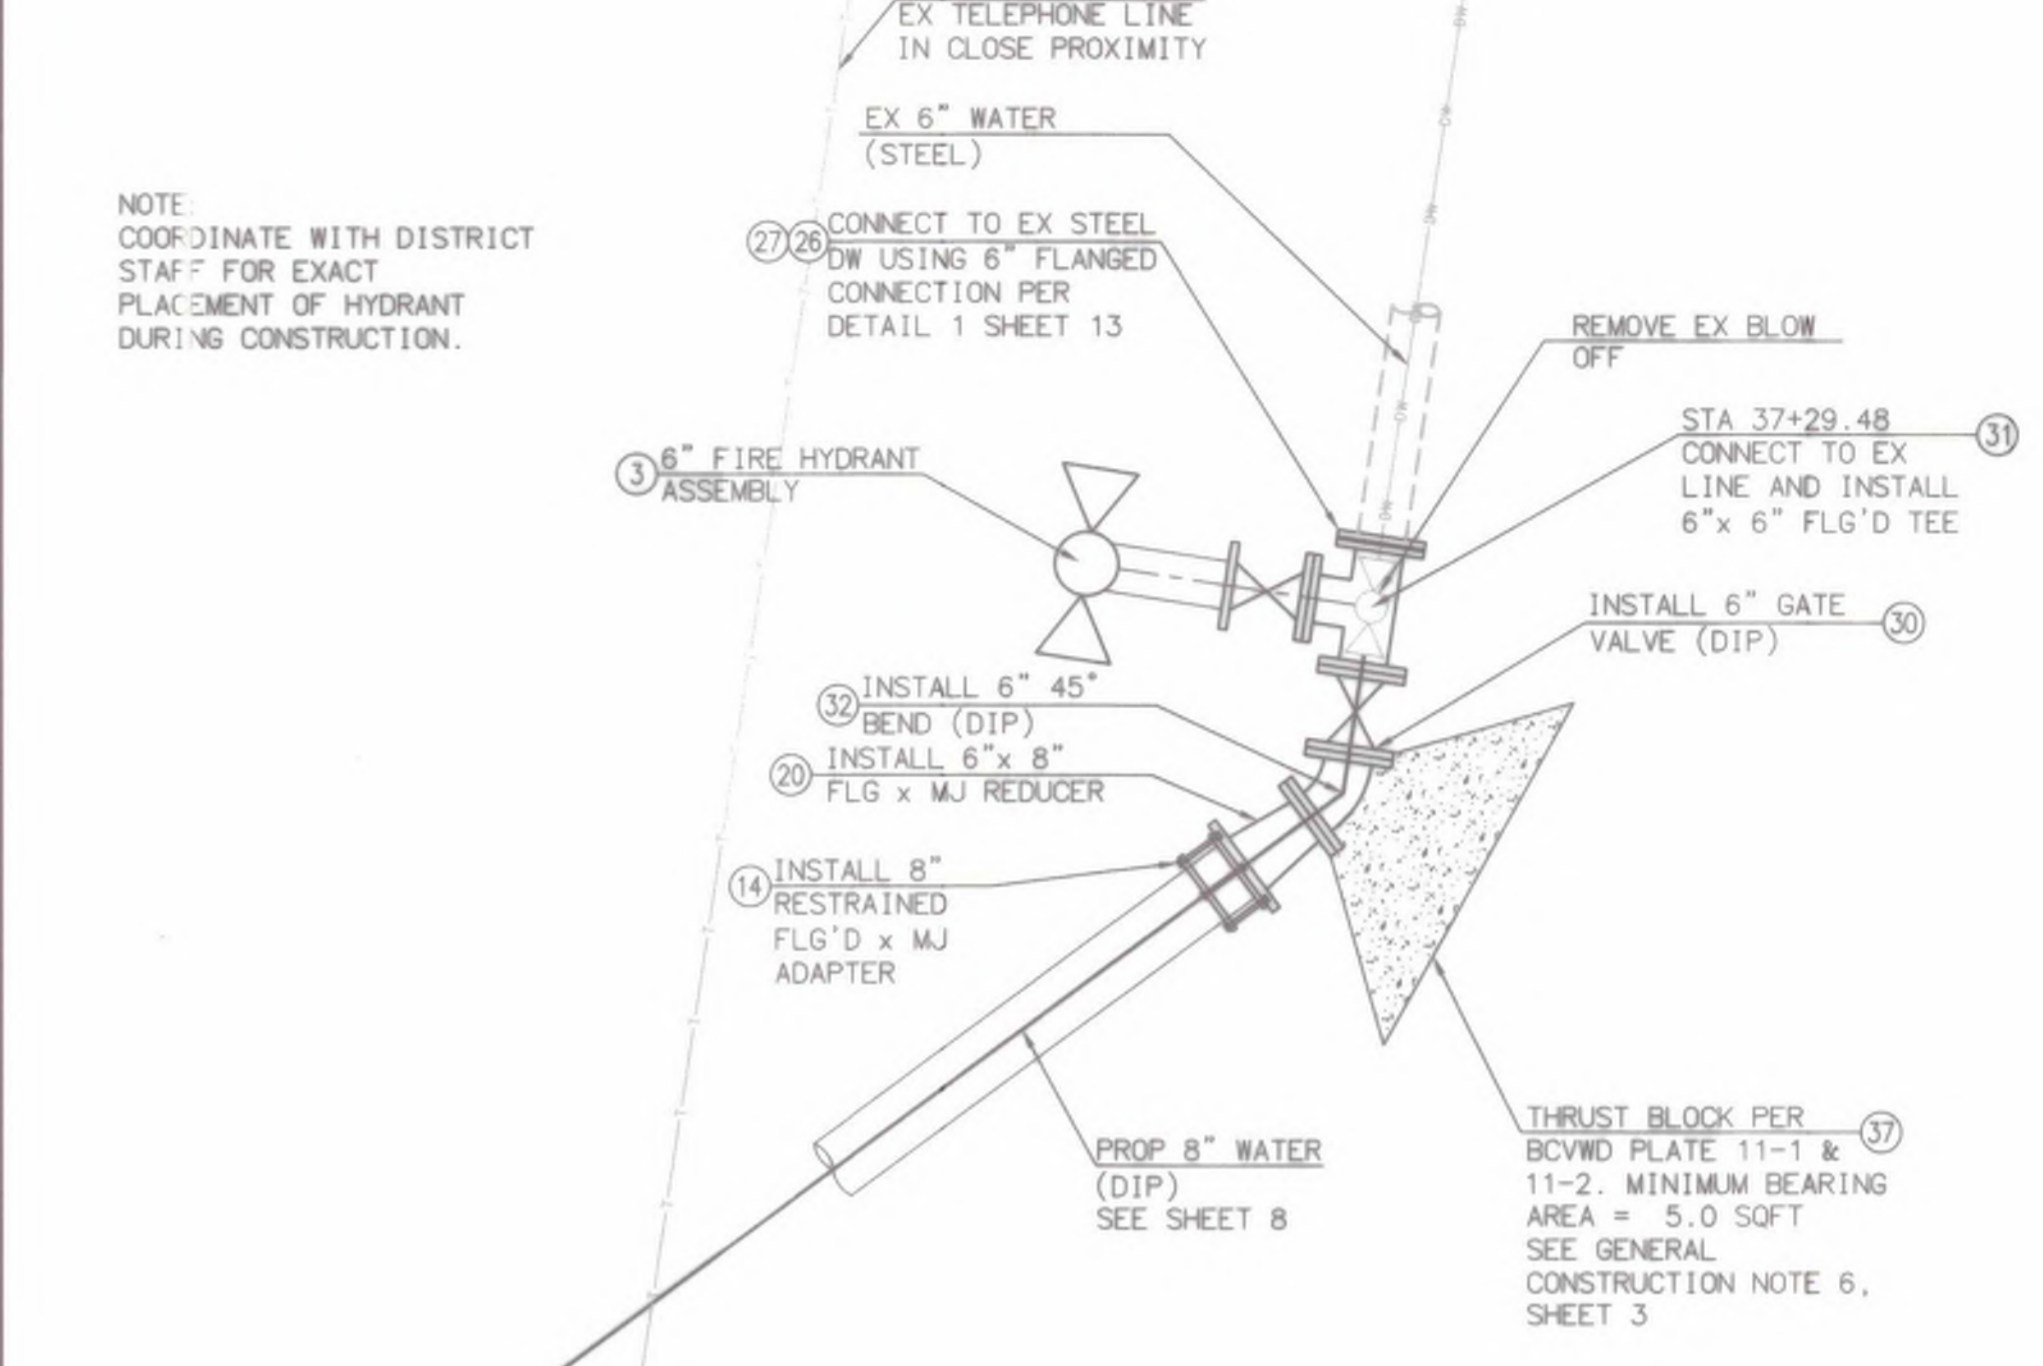 EX TELEPHONE LINE
IN CLOSE PROXIMITY
EX 6" WATER
(STEEL)
NOTE:
COORDINATE WITH DISTRICT
STAFF FOR EXACT
PLACEMENT OF HYDRANT
DURING CONSTRUCTION.
27 26 CONNECT TO EX STEEL
DW USING 6" FLANGED
CONNECTION PER
DETAIL 1 SHEET 13
REMOVE EX BLOW
OFF
STA 37+29.48 31
CONNECT TO EX
LINE AND INSTALL
6"x 6" FLG'D TEE
3 6" FIRE HYDRANT
ASSEMBLY
INSTALL 6" GATE 30
VALVE (DIP)
32 INSTALL 6" 45°
BEND (DIP)
20 INSTALL 6"x 8"
FLG x MJ REDUCER
14 INSTALL 8"
RESTRAINED
FLG'D x MJ
ADAPTER
PROP 8" WATER
(DIP)
SEE SHEET 8
THRUST BLOCK PER 37
BCVWD PLATE 11-1 &
11-2. MINIMUM BEARING
AREA = 5.0 SQFT
SEE GENERAL
CONSTRUCTION NOTE 6,
SHEET 3
DW
DW
DW
DW
DW
T
T
T
T
T
T